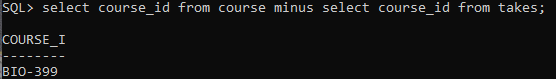 SQL> select course_id from course minus select course_id from takes;
COURSE_I
--------
BIO-399